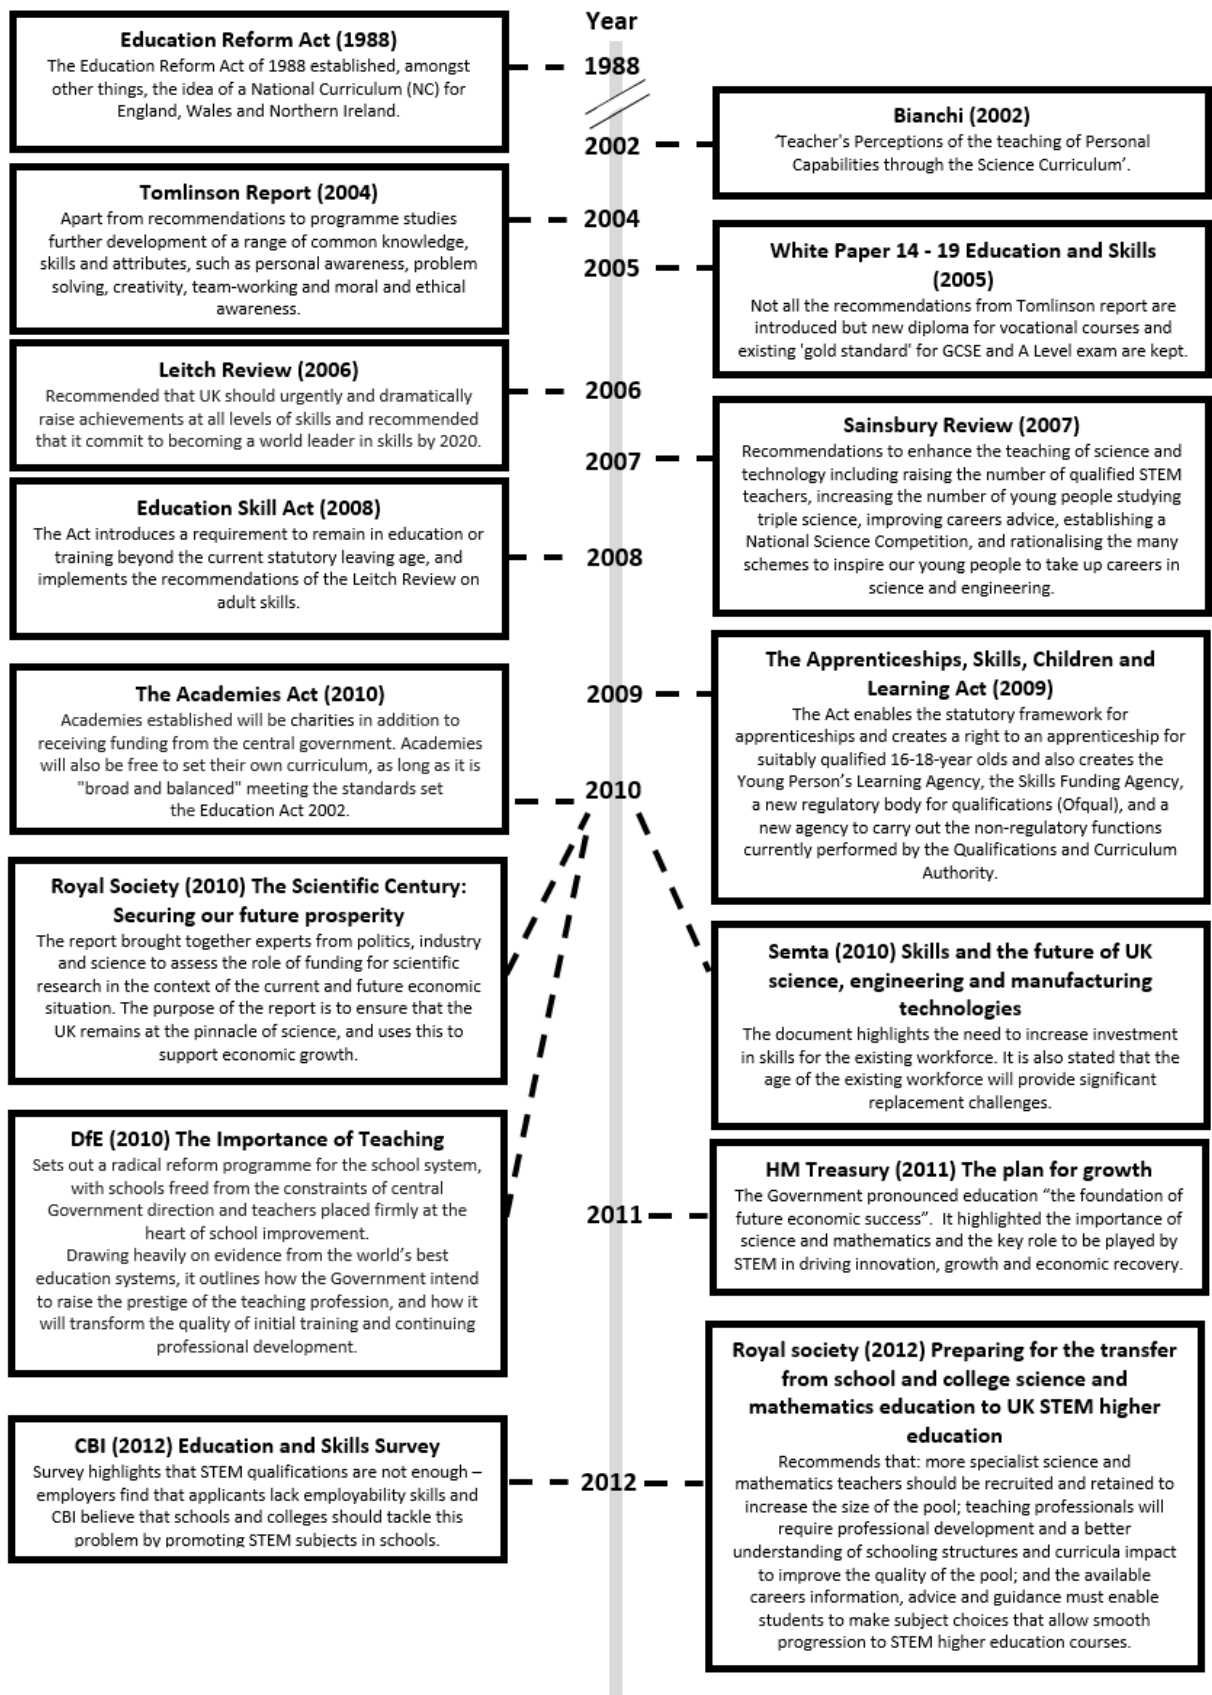 Year
Education Reform Act (1988)
The Education Reform Act of 1988 established, amongst
other things, the idea of a National Curriculum (NC) for
England, Wales and Northern Ireland.
1988
Bianchi (2002)
‘Teacher's Perceptions of the teaching of Personal
Capabilities through the Science Curriculum’.
2002
Tomlinson Report (2004)
Apart from recommendations to programme studies
further development of a range of common knowledge,
skills and attributes, such as personal awareness, problem
solving, creativity, team-working and moral and ethical
awareness.
2004
2005
White Paper 14 - 19 Education and Skills
(2005)
Not all the recommendations from Tomlinson report are
introduced but new diploma for vocational courses and
existing 'gold standard' for GCSE and A Level exam are kept.
Leitch Review (2006)
Recommended that UK should urgently and dramatically
raise achievements at all levels of skills and recommended
that it commit to becoming a world leader in skills by 2020.
2006
2007
Sainsbury Review (2007)
Recommendations to enhance the teaching of science and
technology including raising the number of qualified STEM
teachers, increasing the number of young people studying
triple science, improving careers advice, establishing a
National Science Competition, and rationalising the many
schemes to inspire our young people to take up careers in
science and engineering.
Education Skill Act (2008)
The Act introduces a requirement to remain in education or
training beyond the current statutory leaving age, and
implements the recommendations of the Leitch Review on
adult skills.
2008
2009
The Apprenticeships, Skills, Children and
Learning Act (2009)
The Act enables the statutory framework for
apprenticeships and creates a right to an apprenticeship for
suitably qualified 16-18-year olds and also creates the
Young Person’s Learning Agency, the Skills Funding Agency,
a new regulatory body for qualifications (Ofqual), and a
new agency to carry out the non-regulatory functions
currently performed by the Qualifications and Curriculum
Authority.
The Academies Act (2010)
Academies established will be charities in addition to
receiving funding from the central government. Academies
will also be free to set their own curriculum, as long as it is
"broad and balanced" meeting the standards set
the Education Act 2002.
2010
Royal Society (2010) The Scientific Century:
Securing our future prosperity
The report brought together experts from politics, industry
and science to assess the role of funding for scientific
research in the context of the current and future economic
situation. The purpose of the report is to ensure that the
UK remains at the pinnacle of science, and uses this to
support economic growth.
Semta (2010) Skills and the future of UK
science, engineering and manufacturing
technologies
The document highlights the need to increase investment
in skills for the existing workforce. It is also stated that the
age of the existing workforce will provide significant
replacement challenges.
DfE (2010) The Importance of Teaching
Sets out a radical reform programme for the school system,
with schools freed from the constraints of central
Government direction and teachers placed firmly at the
heart of school improvement.
Drawing heavily on evidence from the world’s best
education systems, it outlines how the Government intend
to raise the prestige of the teaching profession, and how it
will transform the quality of initial training and continuing
professional development.
2011
HM Treasury (2011) The plan for growth
The Government pronounced education “the foundation of
future economic success”.  It highlighted the importance of
science and mathematics and the key role to be played by
STEM in driving innovation, growth and economic recovery.
CBI (2012) Education and Skills Survey
Survey highlights that STEM qualifications are not enough –
employers find that applicants lack employability skills and
CBI believe that schools and colleges should tackle this
problem by promoting STEM subjects in schools.
2012
Royal society (2012) Preparing for the transfer
from school and college science and
mathematics education to UK STEM higher
education
Recommends that: more specialist science and
mathematics teachers should be recruited and retained to
increase the size of the pool; teaching professionals will
require professional development and a better
understanding of schooling structures and curricula impact
to improve the quality of the pool; and the available
careers information, advice and guidance must enable
students to make subject choices that allow smooth
progression to STEM higher education courses.